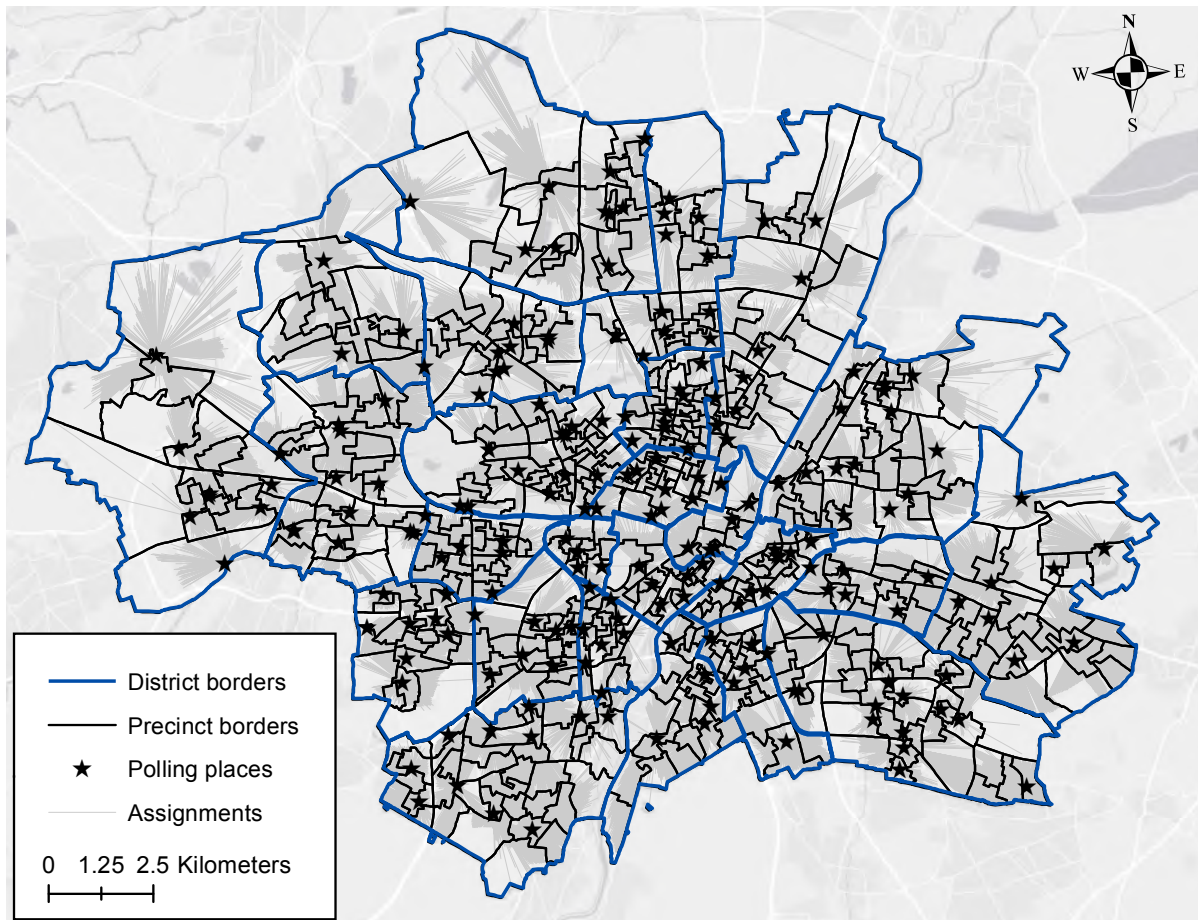 N
W E
S
District borders
Precinct borders
Polling places
Assignments
0 1.25 2.5 Kilometers